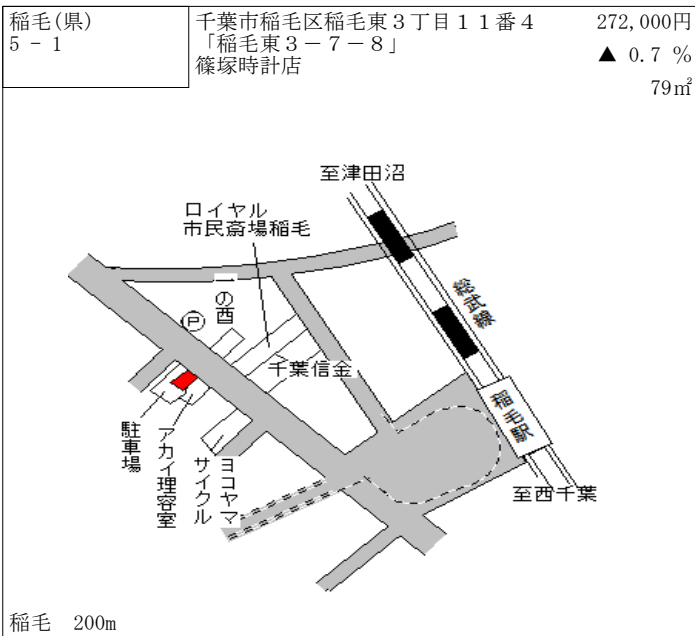 稲毛(県)
5 - 1
千葉市稲毛区稲毛東３丁目１１番４
「稲毛東３－７－８」
篠塚時計店
272,000円
▲ 0.7 %
79㎡
至津田沼
ロイヤル
市民斎場稲毛
総武線
一の酉
Ⓟ
千葉信金
稲毛駅
駐車場
アカイ理容室
ヨコヤマ
サイクル
至西千葉
稲毛 200m